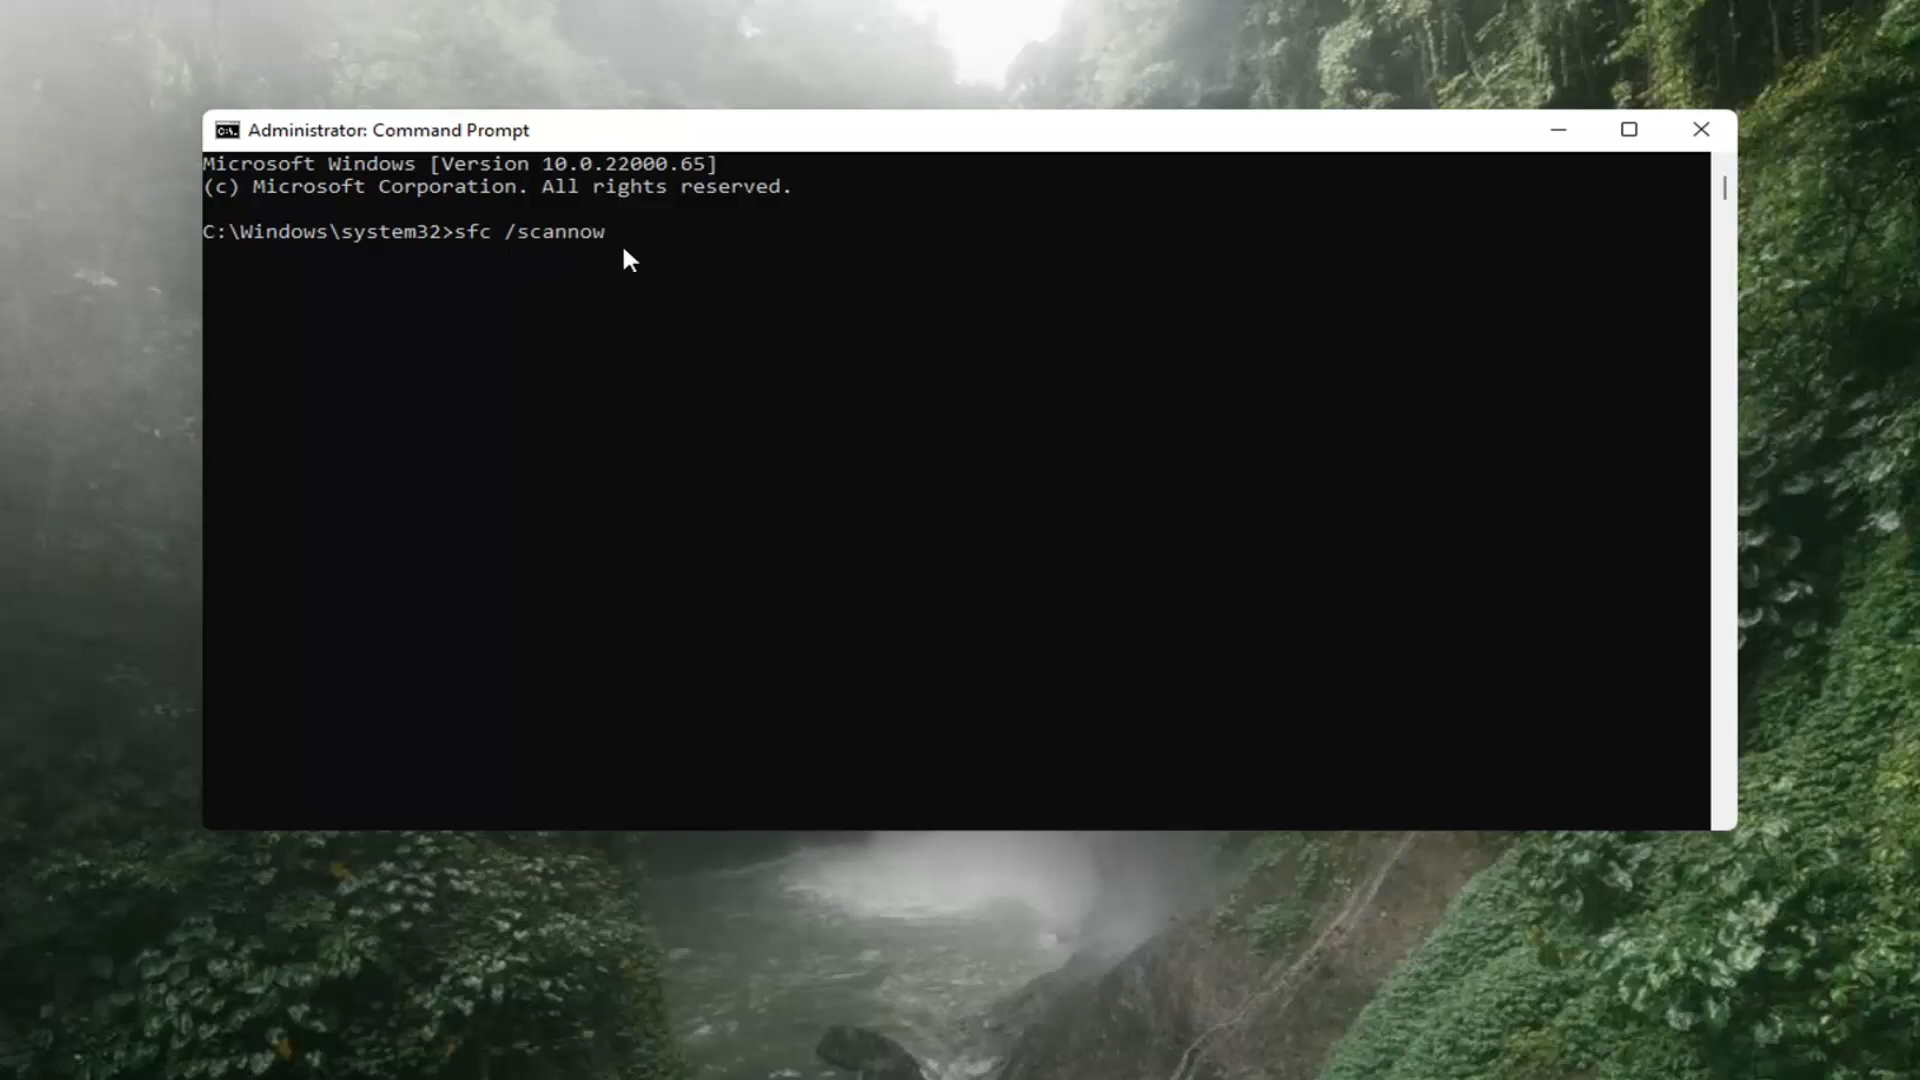 Administrator: Command Prompt
Microsoft Windows [Version 10.0.22000.65]
(c) Microsoft Corporation. All rights reserved.
C:\Windows\system32>sfc /scannow